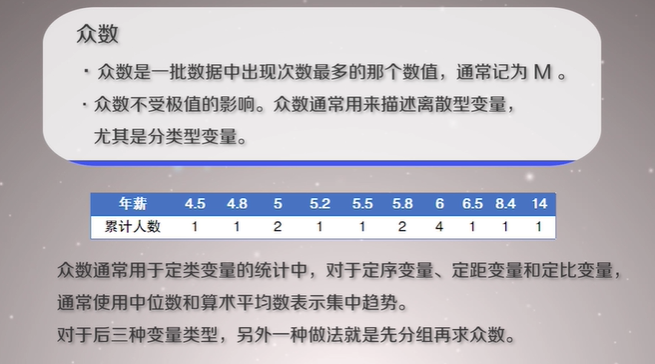 众数
· 众数是一批数据中出现次数最多的那个数值，通常记为 M 。
· 众数不受极值的影响。众数通常用来描述离散型变量，
尤其是分类型变量。
年薪 4.5 4.8 5 5.2 5.5 5.8 6 6.5 8.4 14
累计人数 1 1 2 1 1 2 4 1 1 1
众数通常用于定类变量的统计中，对于定序变量、定距变量和定比变量，
通常使用中位数和算术平均数表示集中趋势。
对于后三种变量类型，另外一种做法就是先分组再求众数。